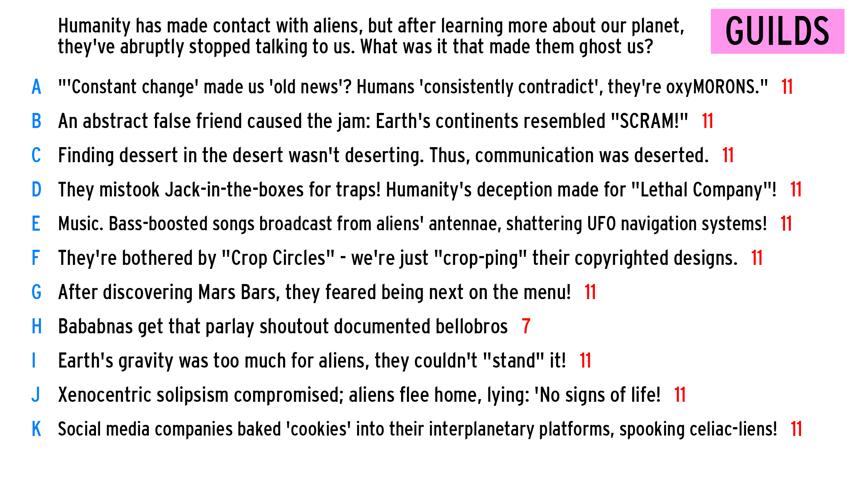 Humanity has made contact with aliens, but after learning more about our planet,
they've abruptly stopped talking to us. What was it that made them ghost us?
GUILDS
A "'Constant change' made us 'old news'? Humans 'consistently contradict', they're oxyMORONS." 11
B An abstract false friend caused the jam: Earth's continents resembled "SCRAM!" 11
C Finding dessert in the desert wasn't deserting. Thus, communication was deserted. 11
D They mistook Jack-in-the-boxes for traps! Humanity's deception made for "Lethal Company"! 11
E Music. Bass-boosted songs broadcast from aliens' antennae, shattering UFO navigation systems! 11
F They're bothered by "Crop Circles" - we're just "crop-ping" their copyrighted designs. 11
G After discovering Mars Bars, they feared being next on the menu! 11
H Bababnas get that parlay shoutout documented bellobros 7
I Earth's gravity was too much for aliens, they couldn't "stand" it! 11
J Xenocentric solipsism compromised; aliens flee home, lying: 'No signs of life! 11
K Social media companies baked 'cookies' into their interplanetary platforms, spooking celiac-liens! 11